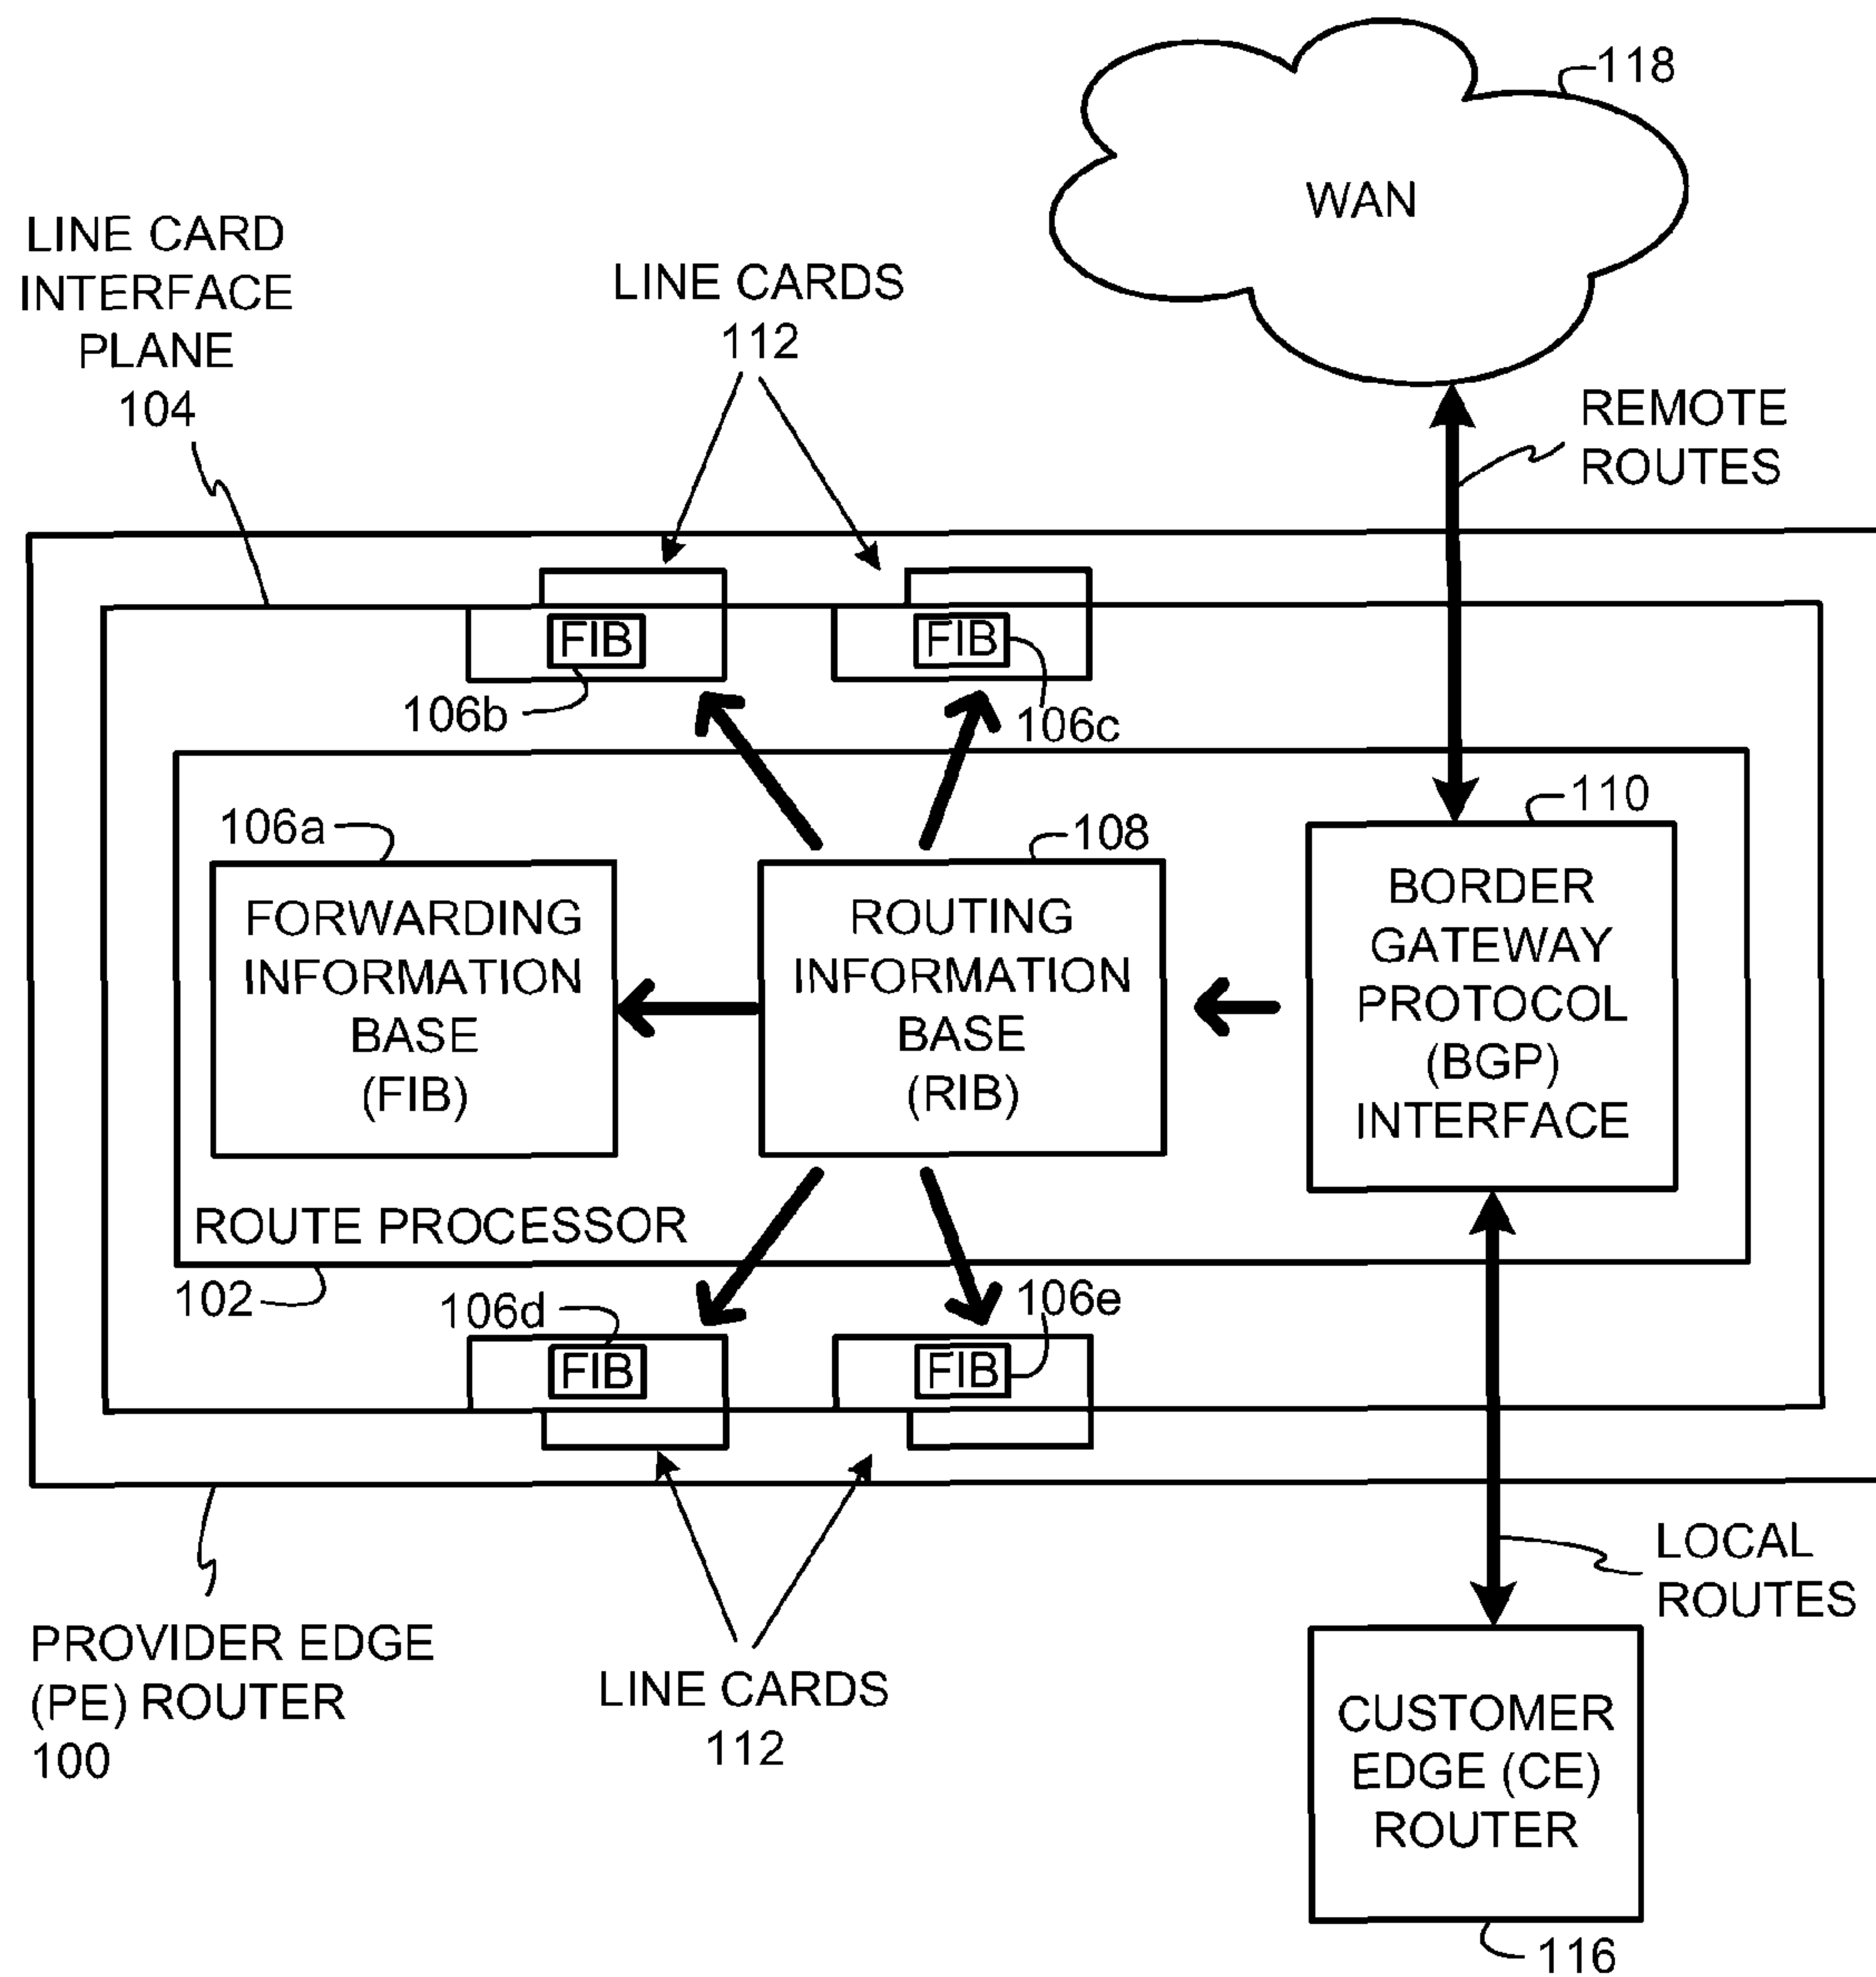 118
WAN
LINE CARD
INTERFACE
PLANE
104
LINE CARDS
112
REMOTE
ROUTES
FIB
FIB
106b
106c
106a
108
110
FORWARDING
INFORMATION
BASE
(FIB)
ROUTING
INFORMATION
BASE
(RIB)
BORDER
GATEWAY
PROTOCOL
(BGP)
INTERFACE
ROUTE PROCESSOR
102
106d
106e
FIB
FIB
LOCAL
ROUTES
PROVIDER EDGE
(PE) ROUTER
100
LINE CARDS
112
CUSTOMER
EDGE (CE)
ROUTER
116